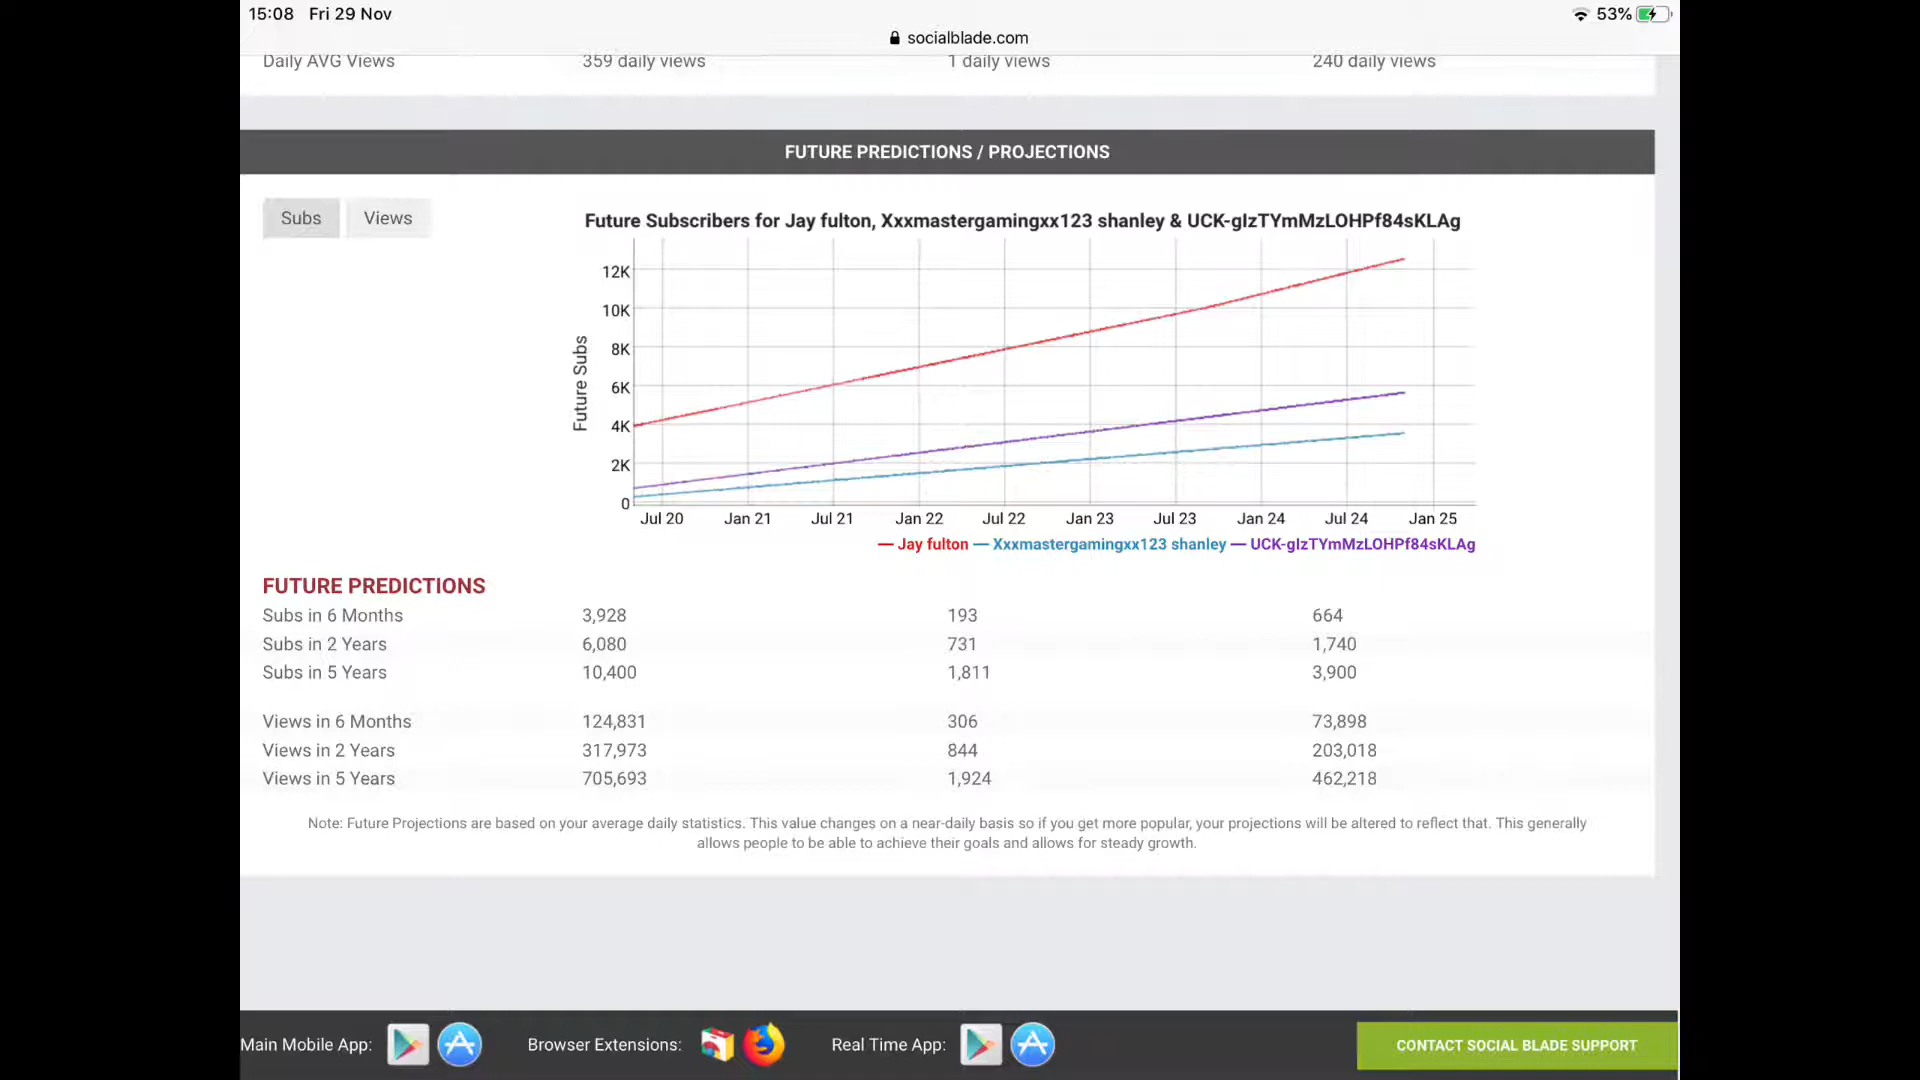 15:08 Fri 29 Nov
53%
socialblade.com
Daily AVG Views 359 daily views 1 daily views 240 daily views
FUTURE PREDICTIONS / PROJECTIONS
Subs Views
Future Subscribers for Jay fulton, Xxxmastergamingxx123 shanley & UCK-gIzTYmMzLOHPf84sKLAg
Future Subs
12K
10K
8K
6K
4K
2K
0
Jul 20 Jan 21 Jul 21 Jan 22 Jul 22 Jan 23 Jul 23 Jan 24 Jul 24 Jan 25
Jay fulton Xxxmastergamingxx123 shanley UCK-gIzTYmMzLOHPf84sKLAg
FUTURE PREDICTIONS
Subs in 6 Months 3,928 193 664
Subs in 2 Years 6,080 731 1,740
Subs in 5 Years 10,400 1,811 3,900
Views in 6 Months 124,831 306 73,898
Views in 2 Years 317,973 844 203,018
Views in 5 Years 705,693 1,924 462,218
Note: Future Projections are based on your average daily statistics. This value changes on a near-daily basis so if you get more popular, your projections will be altered to reflect that. This generally
allows people to be able to achieve their goals and allows for steady growth.
Main Mobile App: Browser Extensions: Real Time App: CONTACT SOCIAL BLADE SUPPORT